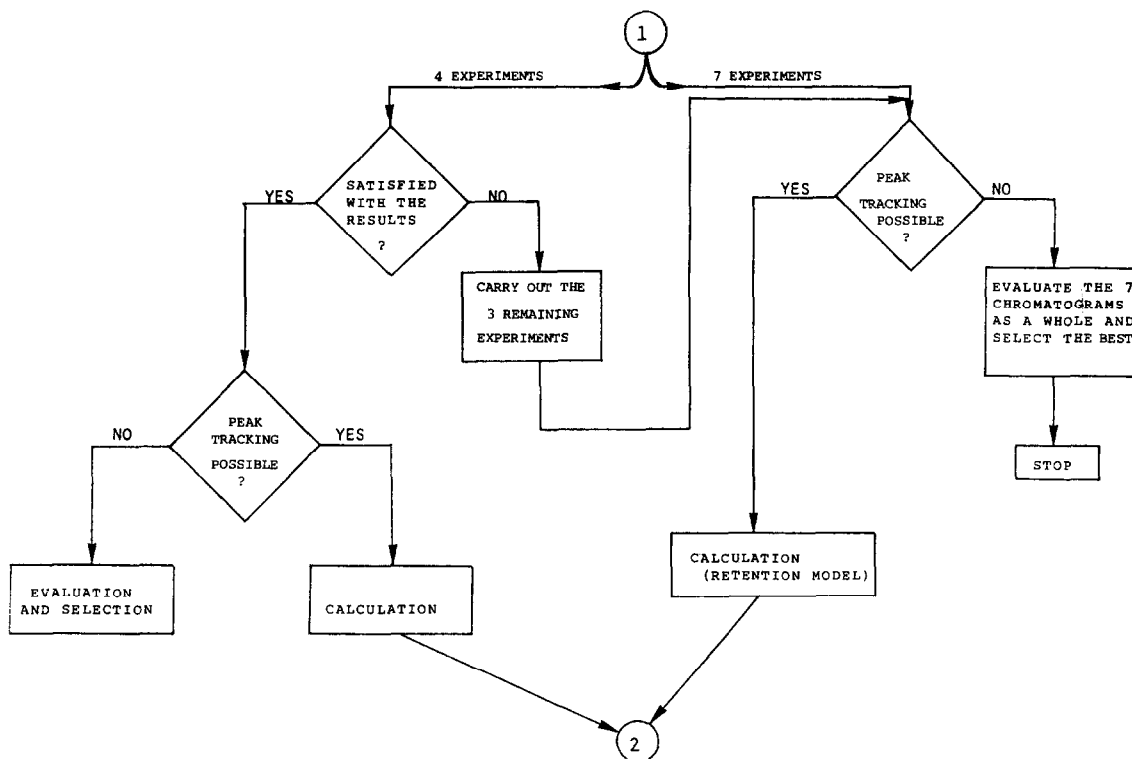 1
4 EXPERIMENTS
7 EXPERIMENTS
YES
SATISFIED
WITH THE
RESULTS
?
NO
YES
PEAK
TRACKING
POSSIBLE
?
NO
CARRY OUT THE
3 REMAINING
EXPERIMENTS
EVALUATE THE 7
CHROMATOGRAMS
AS A WHOLE AND
SELECT THE BEST
NO
PEAK
TRACKING
POSSIBLE
?
YES
STOP
EVALUATION
AND SELECTION
CALCULATION
CALCULATION
(RETENTION MODEL)
2